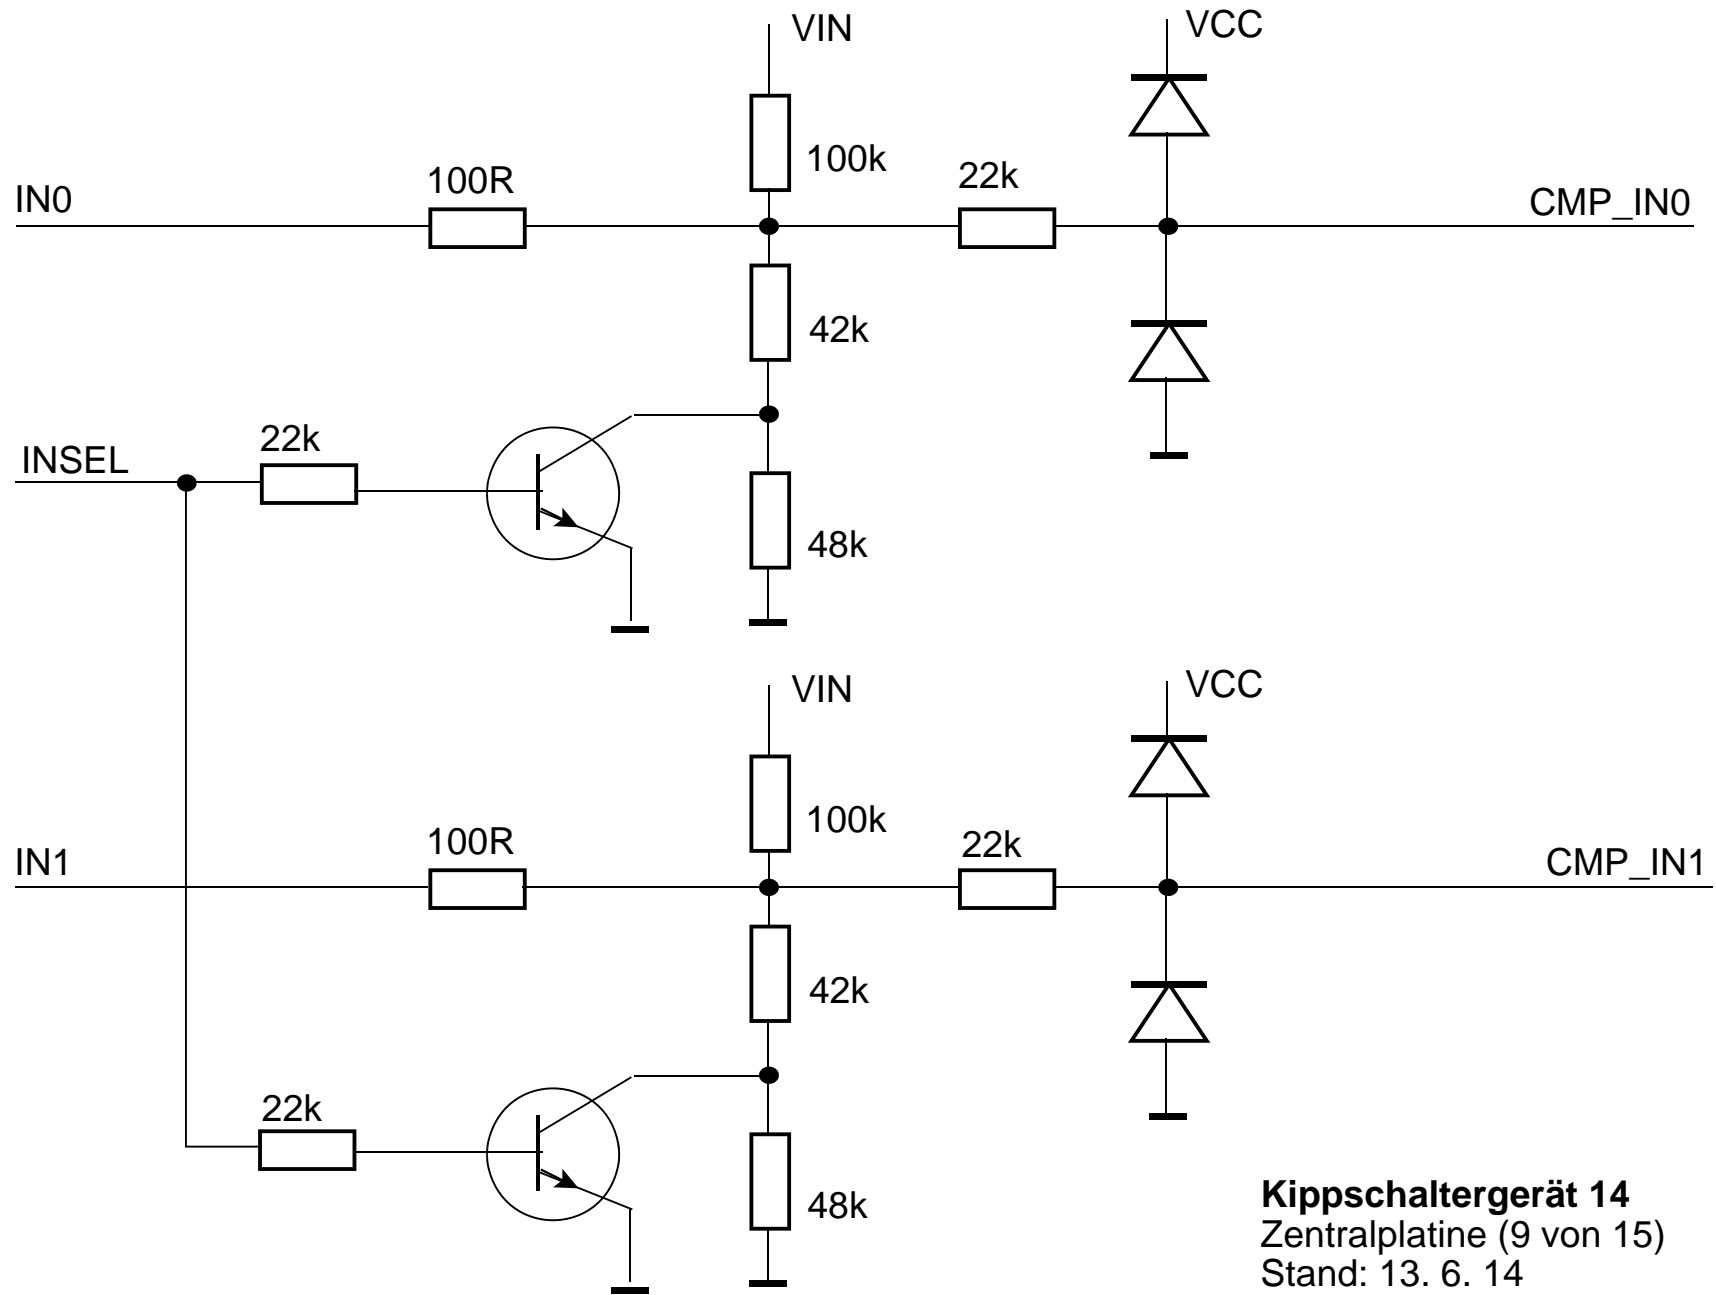 VIN
VCC
100k
100R
22k
IN0
CMP_IN0
42k
22k
INSEL
48k
VIN
VCC
100k
100R
22k
IN1
CMP_IN1
42k
22k
48k
Kippschaltergerät 14
Zentralplatine (9 von 15)
Stand: 13. 6. 14